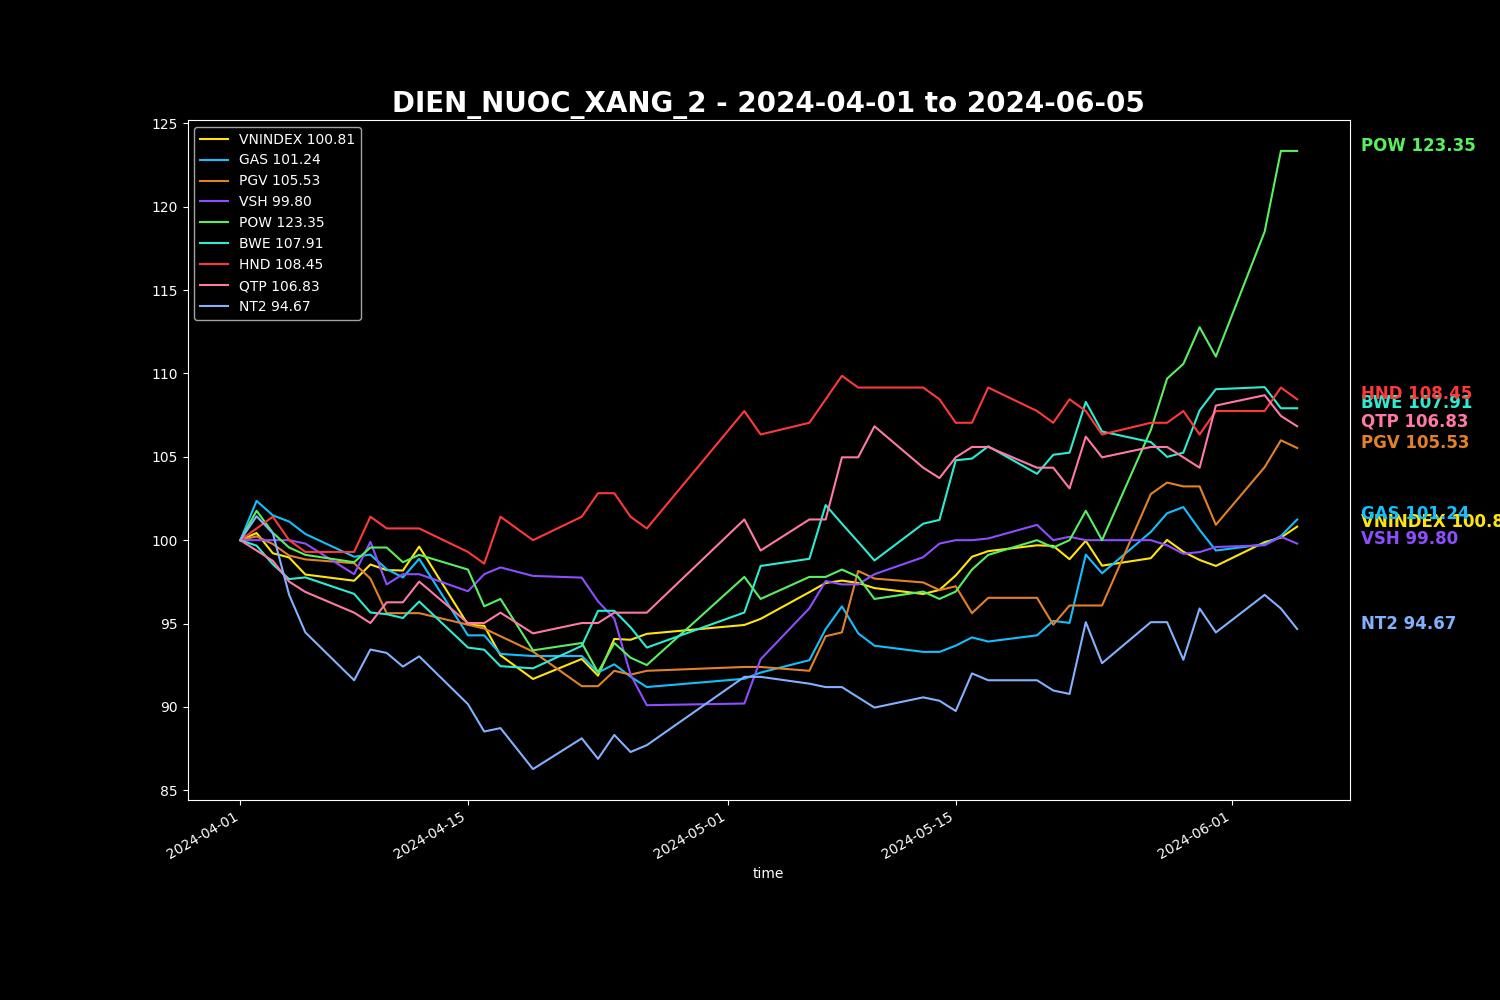 DIEN_NUOC_XANG_2 - 2024-04-01 to 2024-06-05
125
120
115
110
105
100
95
90
85
VNINDEX 100.81
GAS 101.24
PGV 105.53
VSH 99.80
POW 123.35
BWE 107.91
HND 108.45
QTP 106.83
NT2 94.67
POW 123.35
HND 108.45
BWE 107.91
QTP 106.83
PGV 105.53
GAS 101.24
VNINDEX 100.8
VSH 99.80
NT2 94.67
2024-04-01
2024-04-15
2024-05-01
2024-05-15
2024-06-01
time